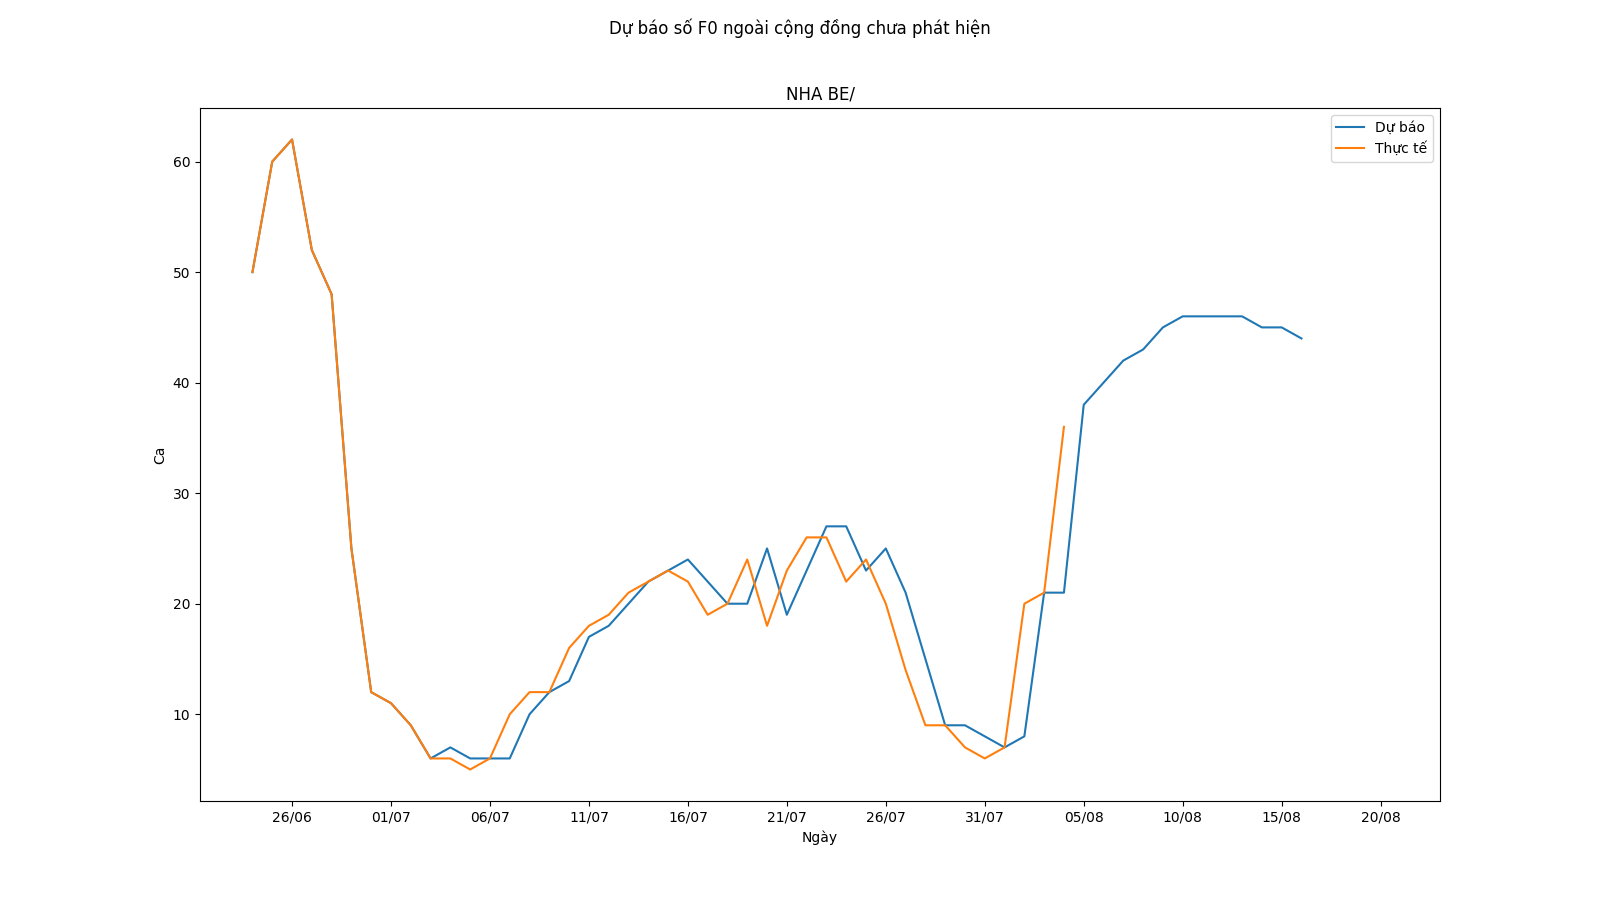 Dự báo số F0 ngoài cộng đồng chưa phát hiện
NHA BE/
Dự báo
Thực tế
60
50
40
30
20
10
Ca
26/06 01/07 06/07 11/07 16/07 21/07 26/07 31/07 05/08 10/08 15/08 20/08
Ngày